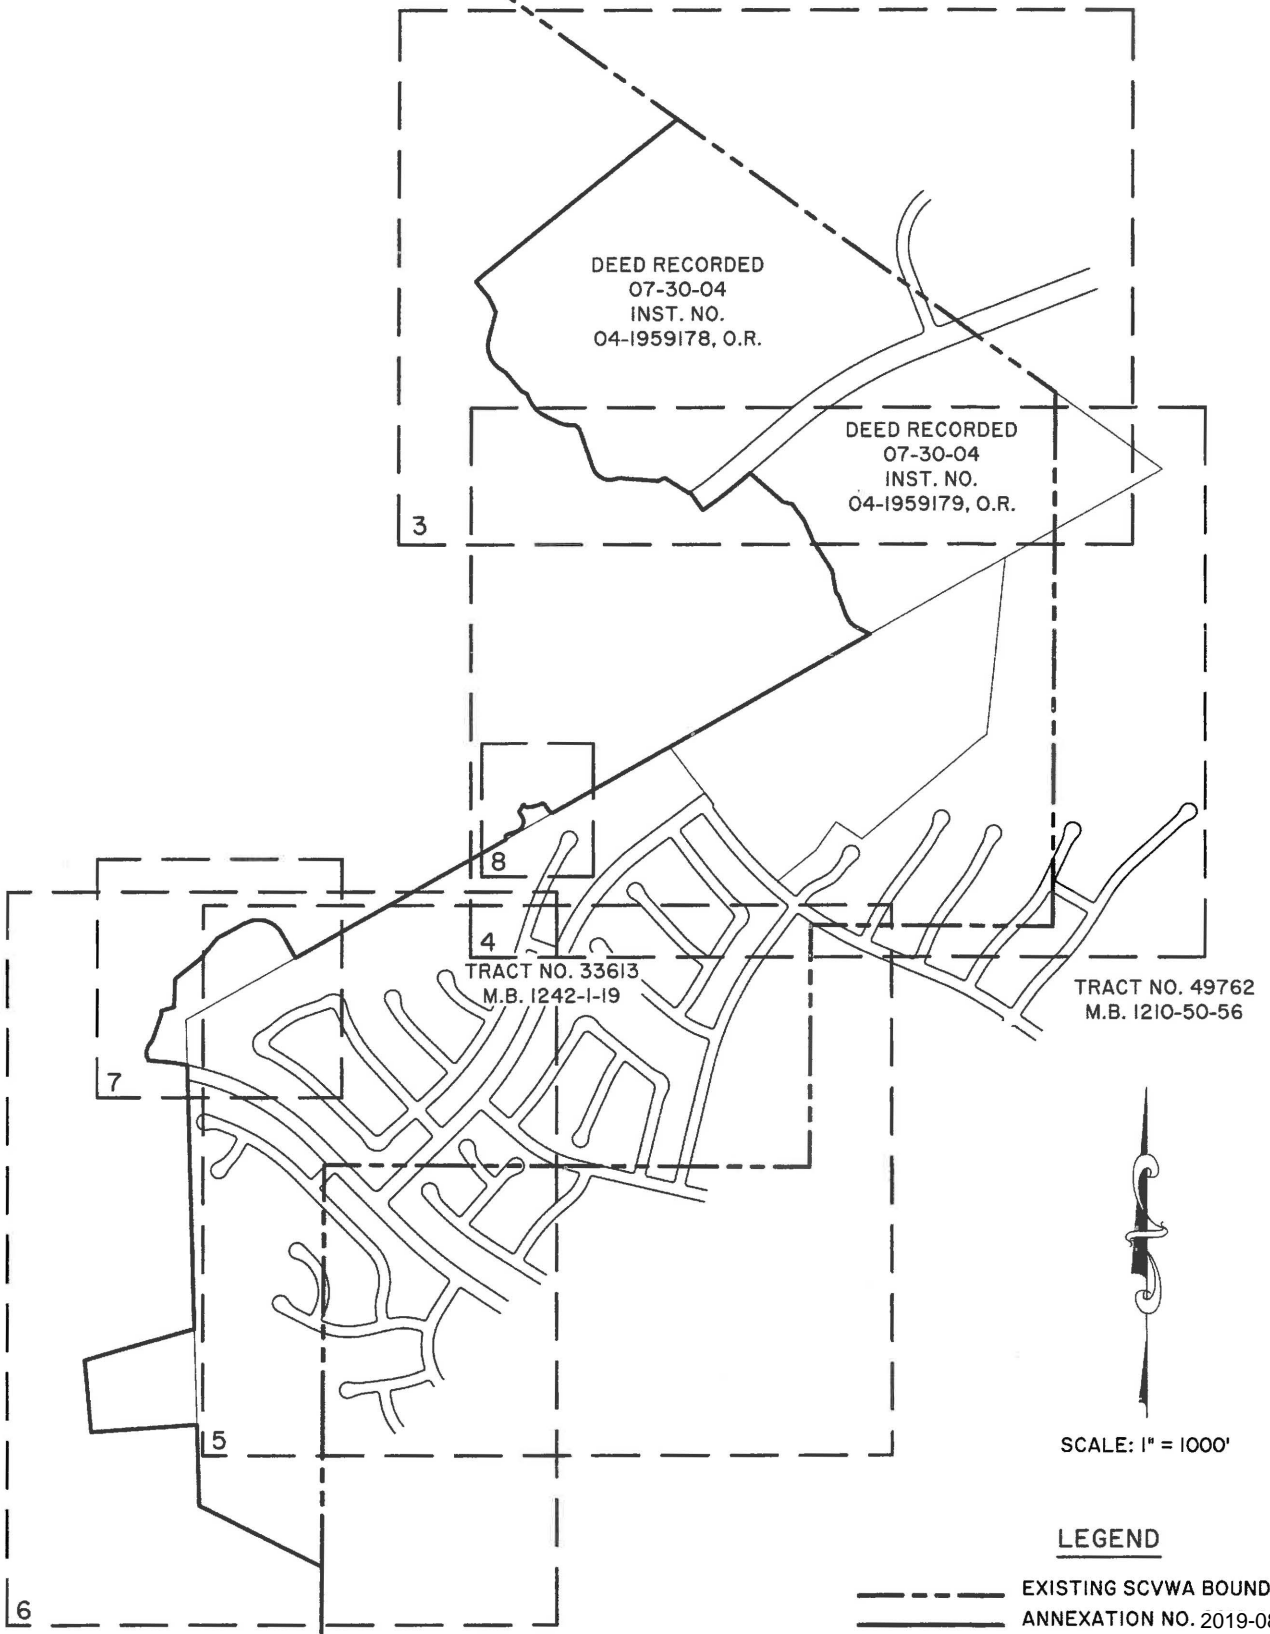 DEED RECORDED
07-30-04
INST. NO.
04-1959178, O.R.
DEED RECORDED
07-30-04
INST. NO.
04-1959179, O.R.
3
8
4
TRACT NO. 33613
M.B. 1242-1-19
TRACT NO. 49762
M.B. 1210-50-56
7
5
SCALE: 1" = 1000'
LEGEND
EXISTING SCVWA BOUND
ANNEXATION NO. 2019-08
6